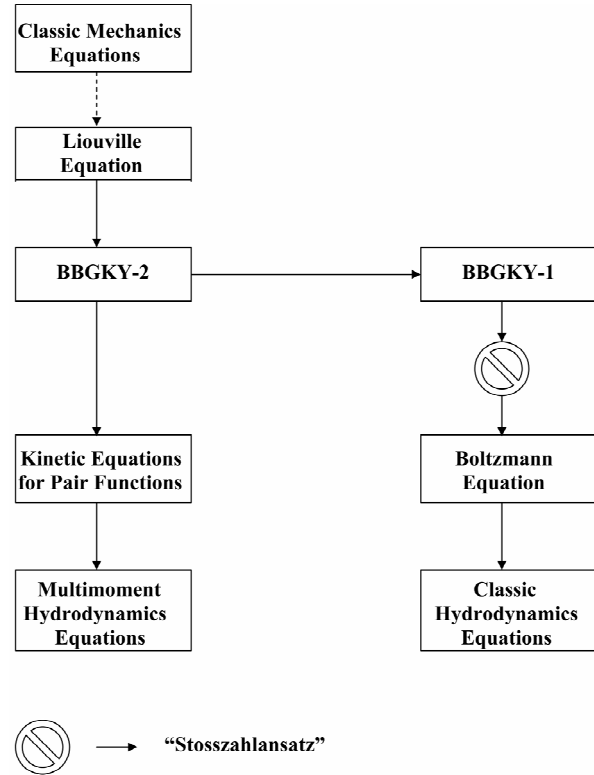 Classic Mechanics
Equations
Liouville
Equation
BBGKY-2
BBGKY-1
Kinetic Equations
for Pair Functions
Boltzmann
Equation
Multimoment
Hydrodynamics
Equations
Classic
Hydrodynamics
Equations
“Stosszahlansatz”